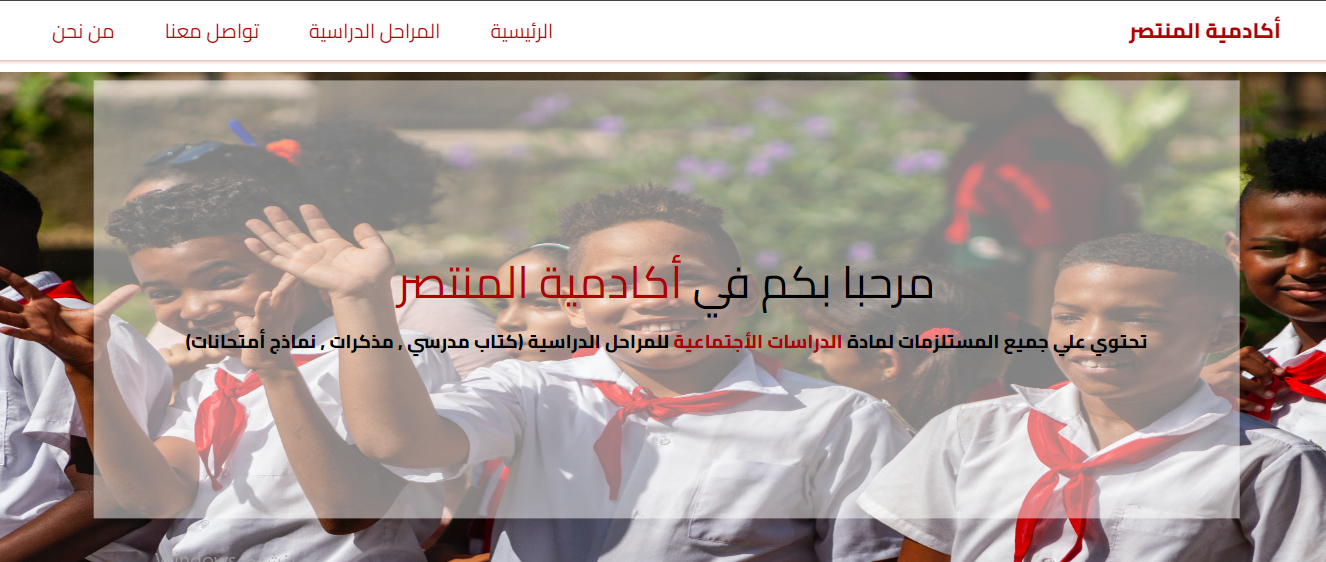 أكادمية المنتصر
الرئيسية المراحل الدراسية تواصل معنا من نحن
مرحبا بكم في أكادمية المنتصر
تحتوي علي جميع المستلزمات لمادة الدراسات الأجتماعية للمراحل الدراسية (كتاب مدرسي , مذكرات , نماذج أمتحانات)